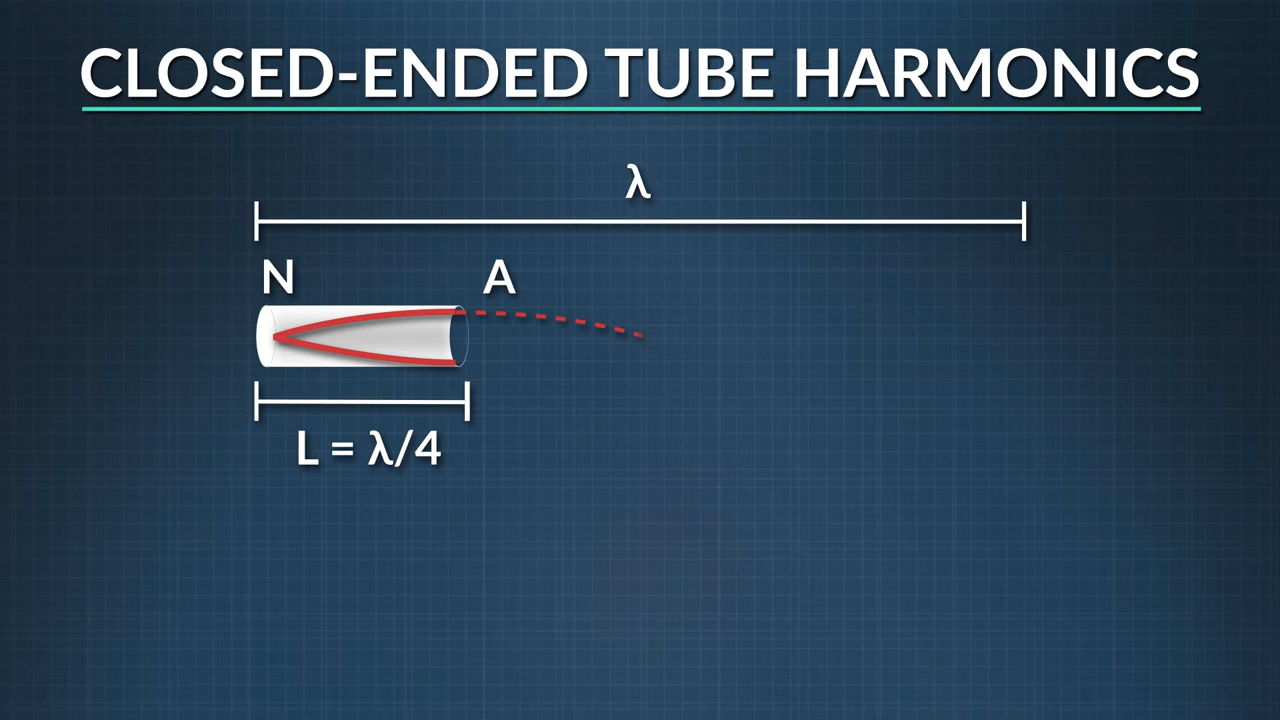 CLOSED-ENDED TUBE HARMONICS
λ
N A
L = λ/4